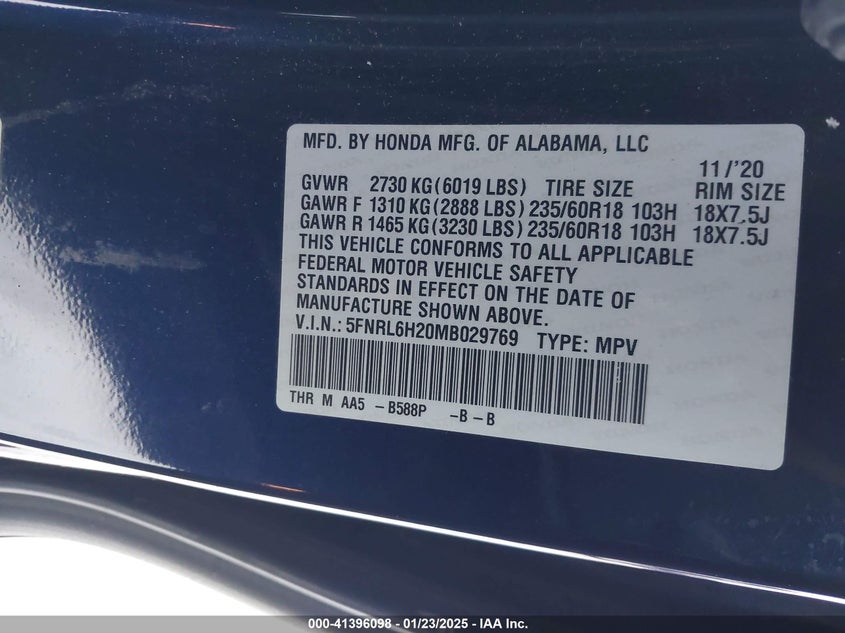 MFD. BY HONDA MFG. OF ALABAMA, LLC
11/'20
GVWR 2730 KG(6019 LBS) TIRE SIZE RIM SIZE
GAWR F 1310 KG(2888 LBS) 235/60R18 103H 18X7.5J
GAWR R 1465 KG(3230 LBS) 235/60R18 103H 18X7.5J
THIS VEHICLE CONFORMS TO ALL APPLICABLE
FEDERAL MOTOR VEHICLE SAFETY
STANDARDS IN EFFECT ON THE DATE OF
MANUFACTURE SHOWN ABOVE.
V.I.N.: 5FNRL6H20MB029769 TYPE: MPV
THR M AA5 -B588P -B-B
000-41396098 - 01/23/2025 - IAA Inc.